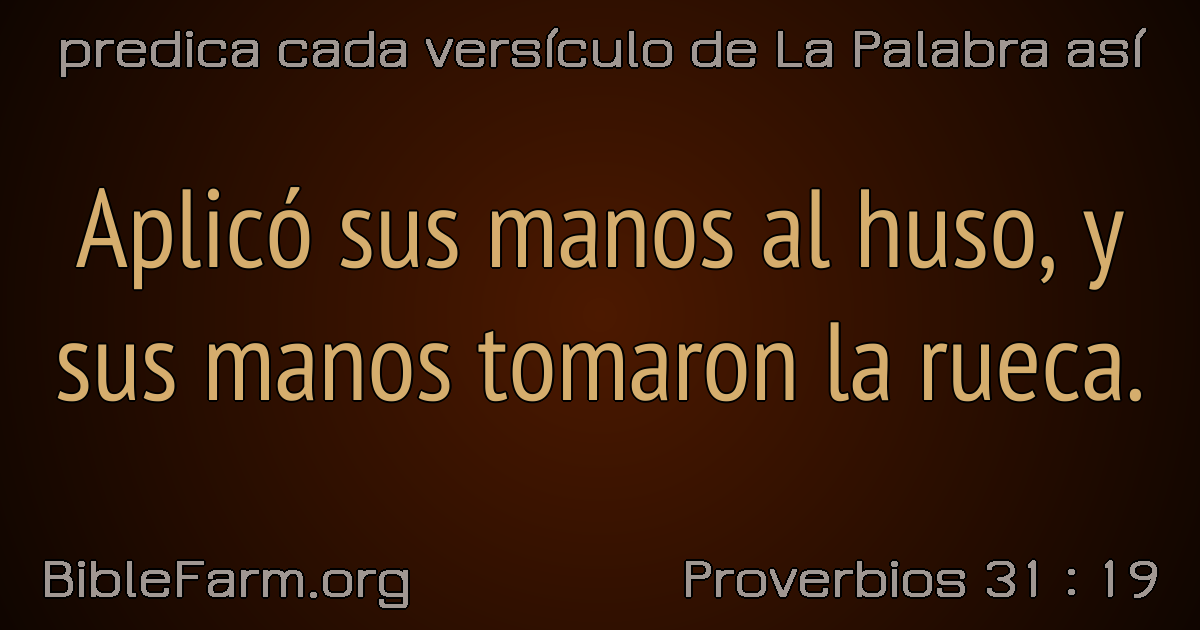 predica cada versículo de La Palabra así
Aplicó sus manos al huso, y
sus manos tomaron la rueca.
BibleFarm.org
Proverbios 31 : 19